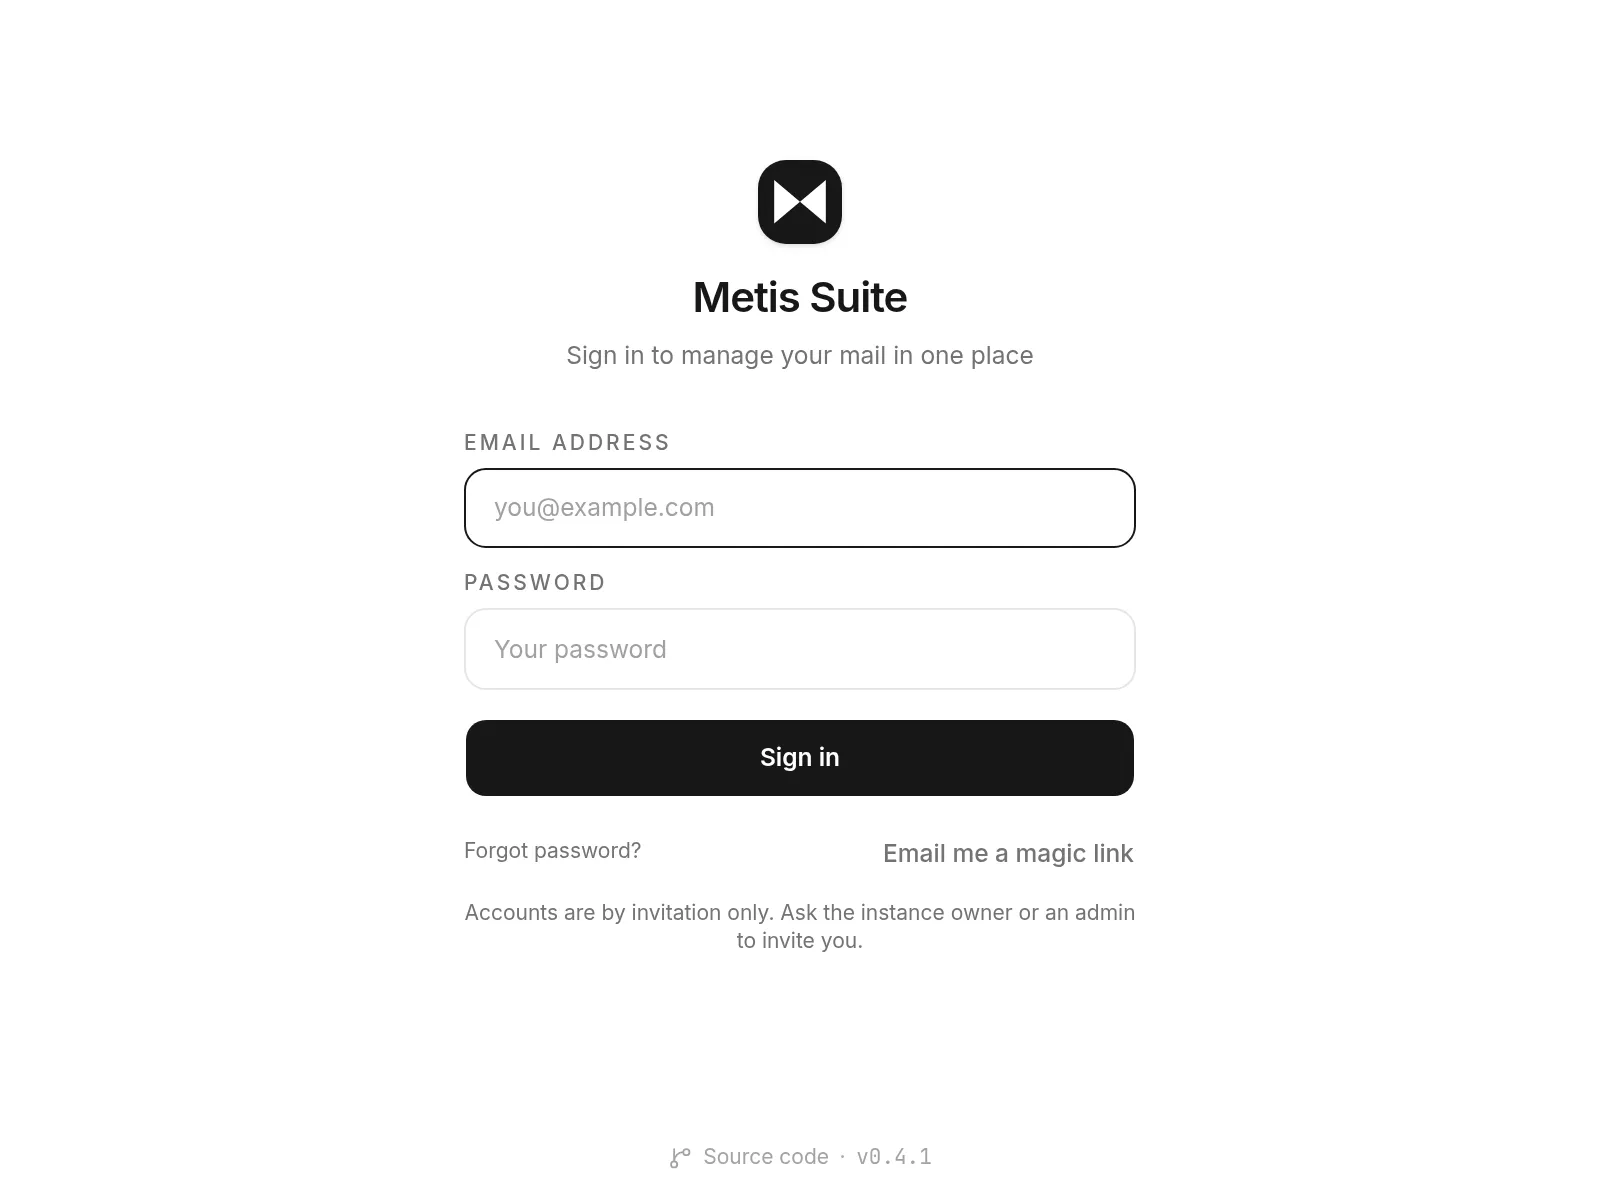 Metis Suite
Sign in to manage your mail in one place
EMAIL ADDRESS
you@example.com
PASSWORD
Your password
Sign in
Forgot password?
Email me a magic link
Accounts are by invitation only. Ask the instance owner or an admin
to invite you.
Source code · v0.4.1